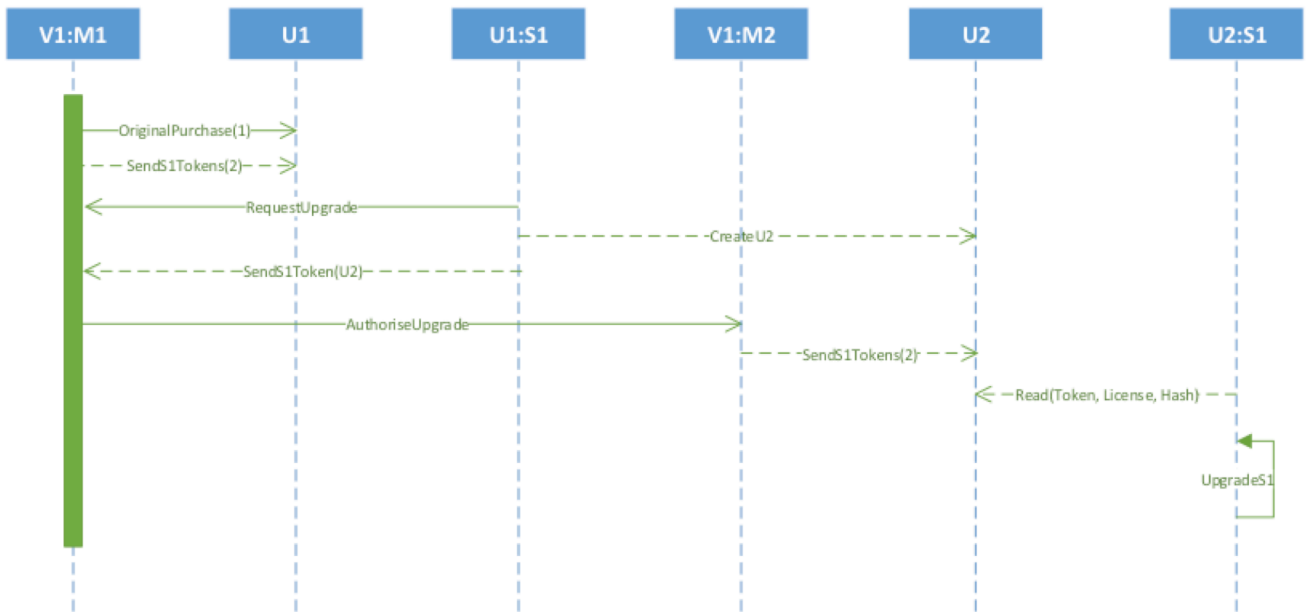 V1:M1
U1
U1:S1
V1:M2
U2
U2:S1
OriginalPurchase(1)
SendS1Tokens(2)
RequestUpgrade
CreateU2
SendS1Token(U2)
AuthoriseUpgrade
SendS1Tokens(2)
Read(Token, License, Hash)
UpgradeS1